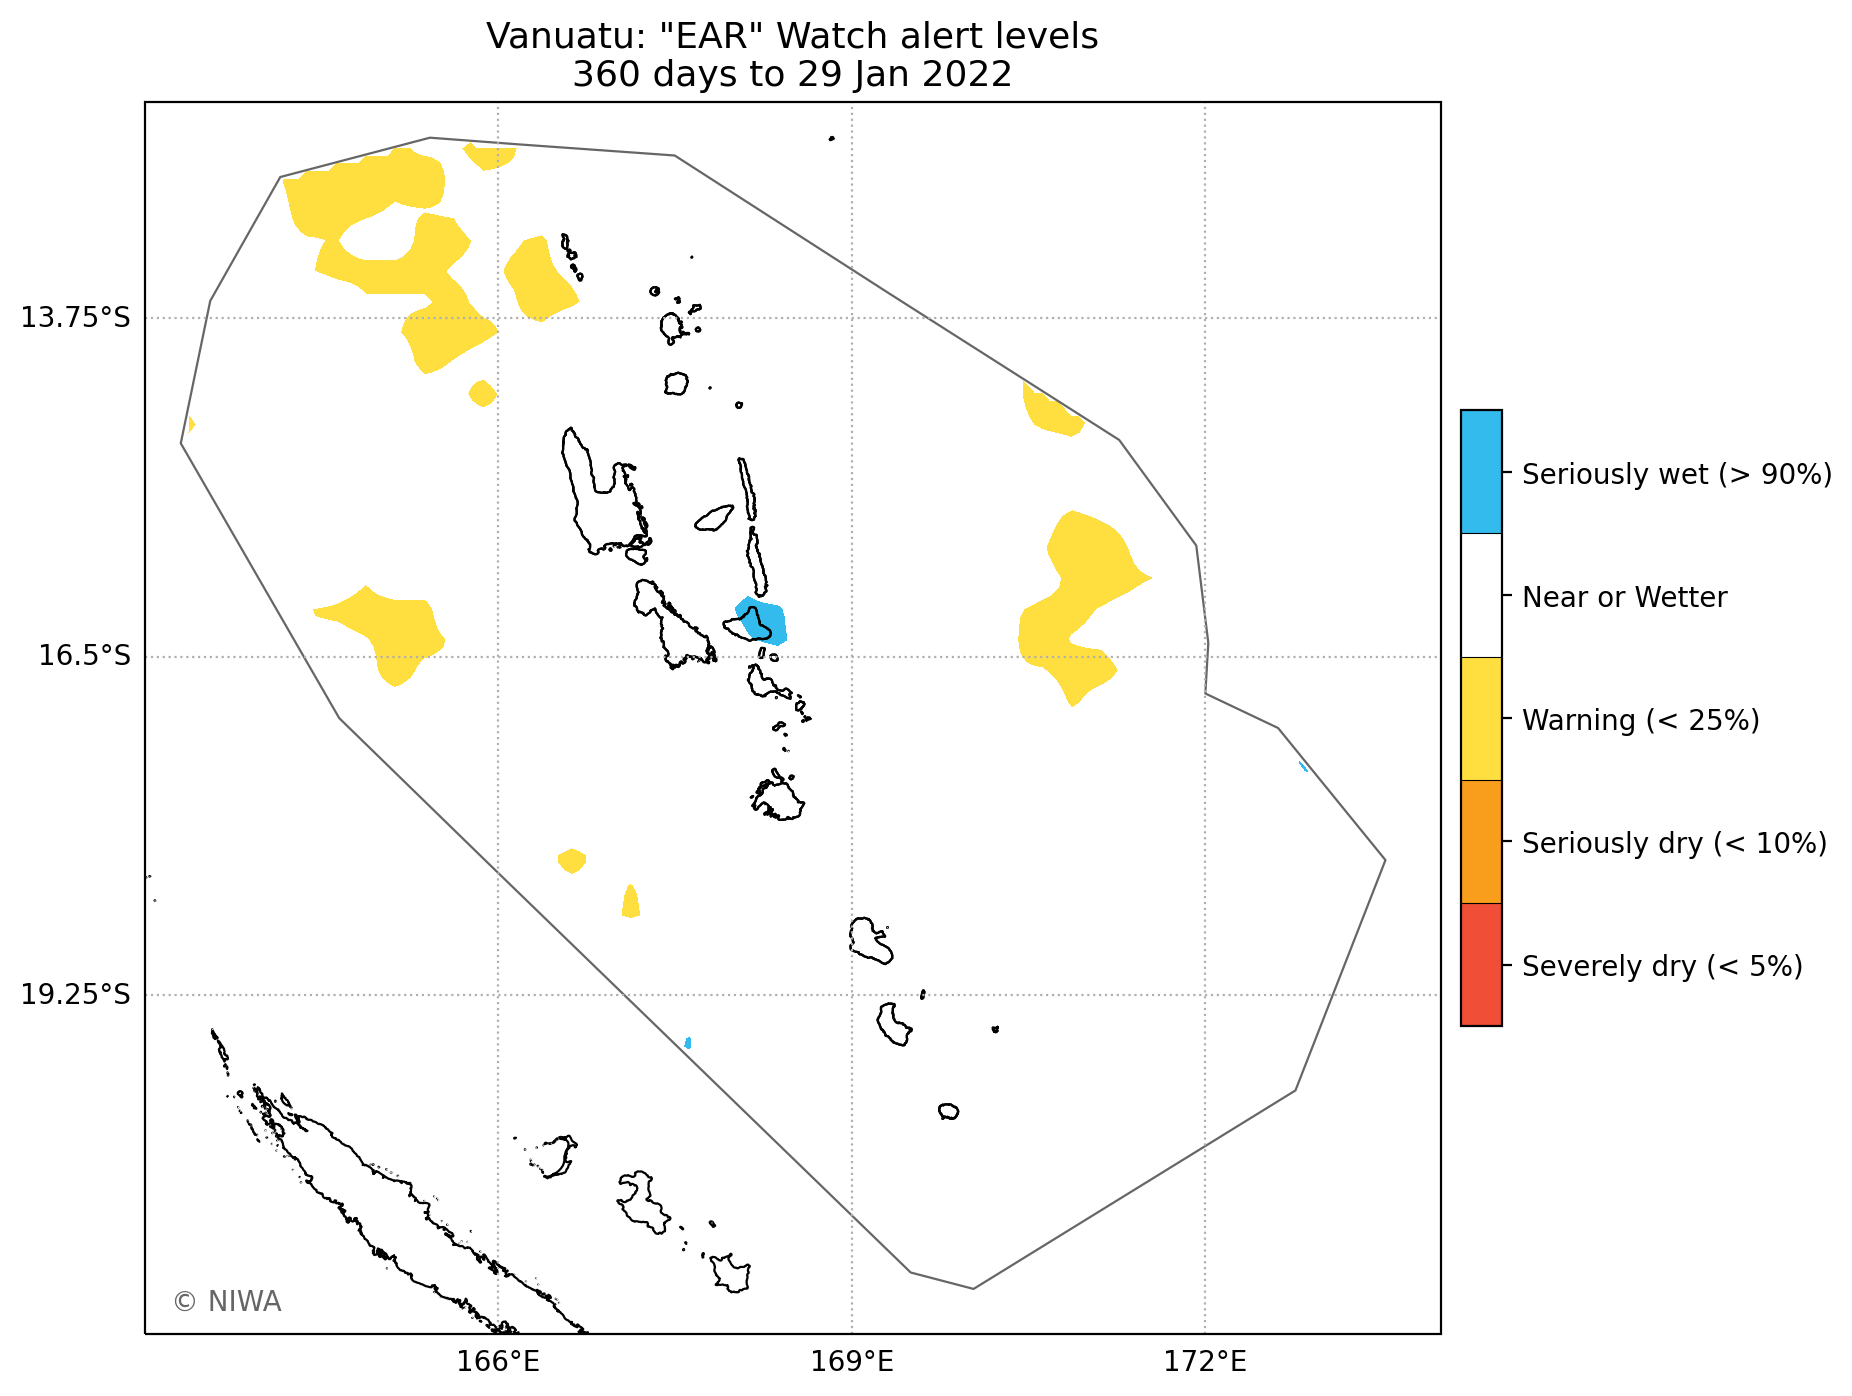 Vanuatu: "EAR" Watch alert levels
360 days to 29 Jan 2022
13.75°S
16.5°S
19.25°S
166°E
169°E
172°E
Seriously wet (> 90%)
Near or Wetter
Warning (< 25%)
Seriously dry (< 10%)
Severely dry (< 5%)
© NIWA